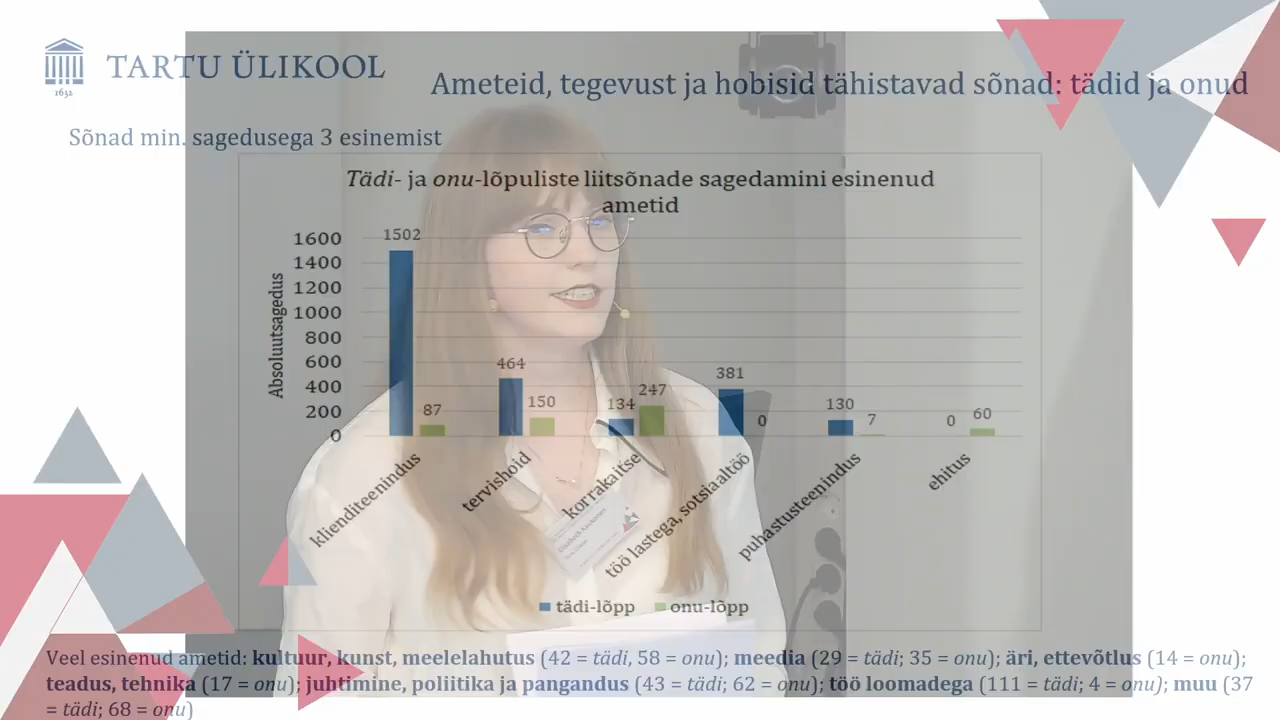 TARTU ÜLIKOOL
1632
Ameteid, tegevust ja hobisid tähistavad sõnad: tädid ja onud
Sõnad min. sagedusega 3 esinemist
Tädi- ja onu-lõpuliste liitsõnade sagedamini esinenud
ametid
Absoluutsagedus
1600
1400
1200
1000
800
600
400
200
0
1502
87
464
150
134
247
381
0
130
7
0
60
klienditeenindus
tervishoid
korrakaitse
töö lastega, sotsiaaltöö
puhastusteenindus
ehitus
tädi-lõpp
onu-lõpp
Veel esinenud ametid: kultuur, kunst, meelelahutus (42 = tädi, 58 = onu); meedia (29 = tädi; 35 = onu); äri, ettevõtlus (14 = onu);
teadus, tehnika (17 = onu); juhtimine, poliitika ja pangandus (43 = tädi; 62 = onu); töö loomadega (111 = tädi; 4 = onu); muu (37
= tädi; 68 = onu)